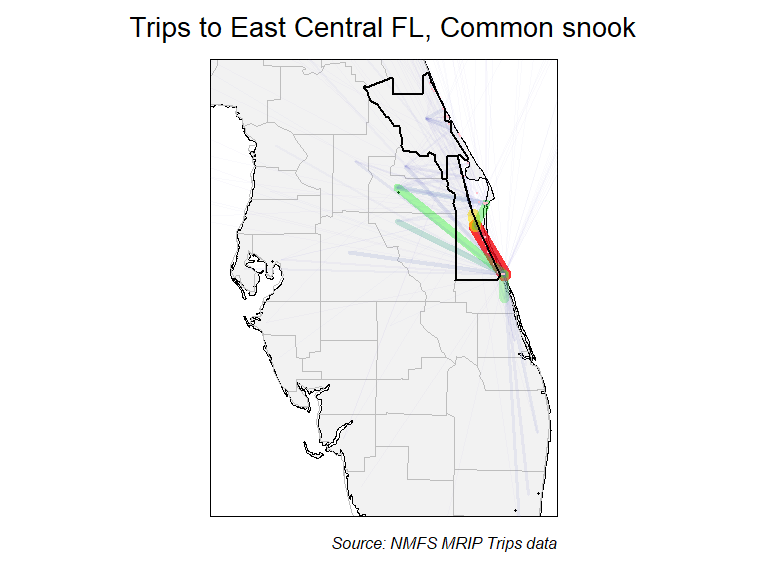 Trips to East Central FL, Common snook
Source: NMFS MRIP Trips data